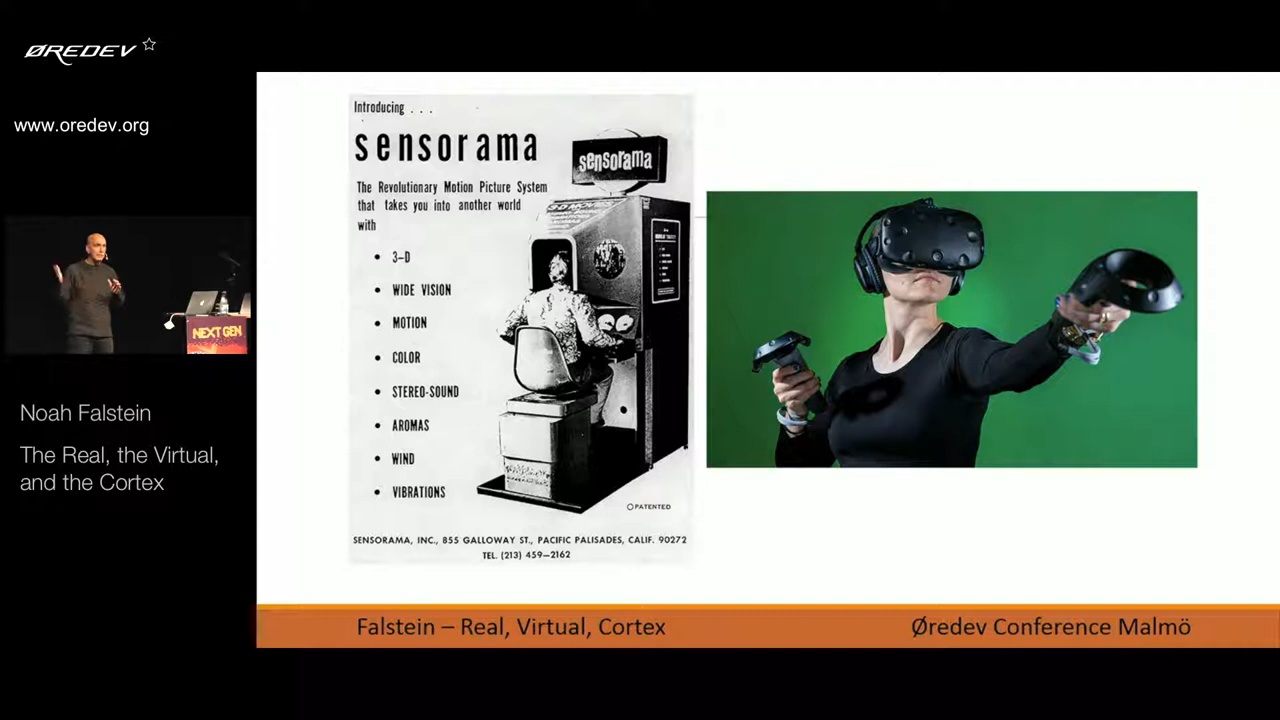 ØREDEV
www.oredev.org
NEXT GEN
Noah Falstein
The Real, the Virtual,
and the Cortex
Introducing . . .
sensorama
sensorama
The Revolutionary Motion Picture System
that takes you into another world
with
• 3-D
• WIDE VISION
• MOTION
• COLOR
• STEREO-SOUND
• AROMAS
• WIND
• VIBRATIONS
PATENTED
SENSORAMA, INC., 855 GALLOWAY ST., PACIFIC PALISADES, CALIF. 90272
TEL. (213) 459–2162
Falstein – Real, Virtual, Cortex
Øredev Conference Malmö